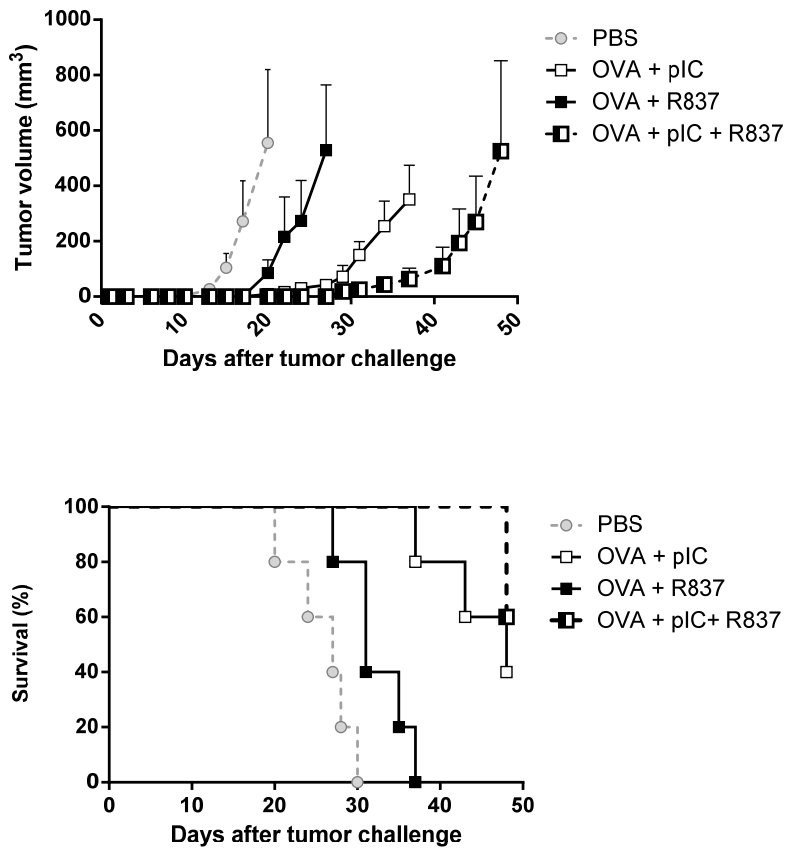 1000
800
600
400
200
0
Tumor volume (mm³)
0 10 20 30 40 50
Days after tumor challenge
PBS
OVA + pIC
OVA + R837
OVA + pIC + R837
100
80
60
40
20
0
Survival (%)
0 10 20 30 40 50
Days after tumor challenge
PBS
OVA + pIC
OVA + R837
OVA + pIC+ R837